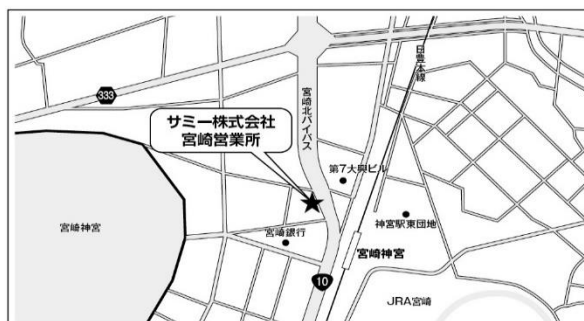 333
日豊本線
宮崎北バイパス
サミー株式会社
宮崎営業所
第7大興ビル
宮崎神宮
神宮駅東団地
宮崎銀行
宮崎神宮
10
JRA宮崎